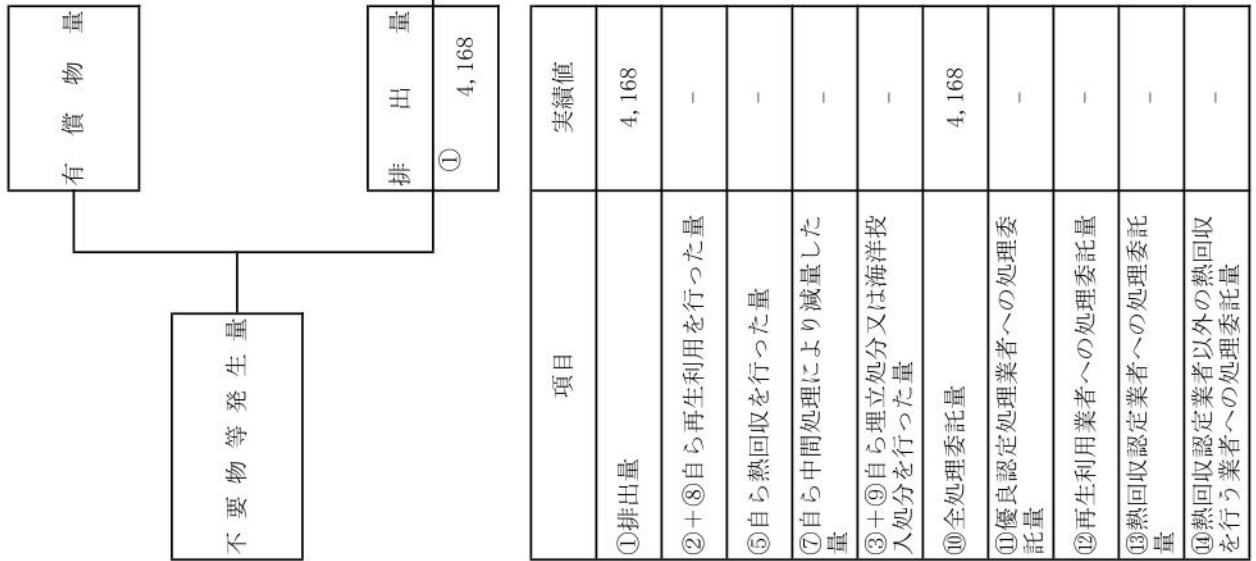 有償物量
不要物等発生量
排出量
①
4,168
項目 実績値
①排出量 4,168
②+⑧自ら再生利用を行った量 -
⑤自ら熱回収を行った量 -
⑦自ら中間処理により減量した
量 -
③+⑨自ら埋立処分又は海洋投
入処分を行った量 -
⑩全処理委託量 4,168
⑪優良認定処理業者への処理委
託量 -
⑫再生利用業者への処理委託量 -
⑬熱回収認定業者への処理委託
量 -
⑭熱回収認定業者以外の熱回収
を行う業者への処理委託量 -